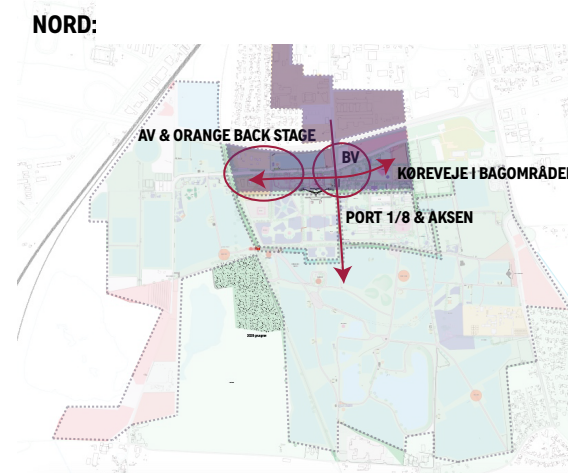 NORD:
AV & ORANGE BACK STAGE
BV
KØREVEJE I BAGOMRÅDER
PORT 1/8 & AKSEN